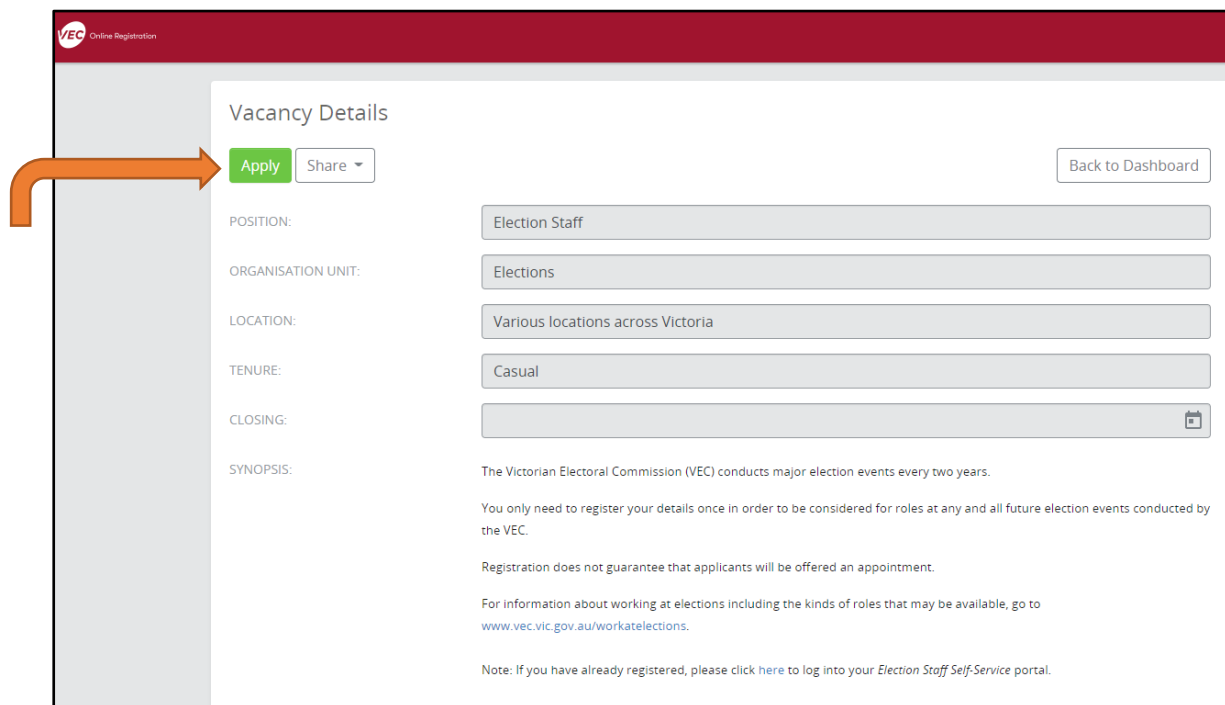 VEC Online Registration
Vacancy Details
Apply Share Back to Dashboard
POSITION: Election Staff
ORGANISATION UNIT: Elections
LOCATION: Various locations across Victoria
TENURE: Casual
CLOSING:
SYNOPSIS: The Victorian Electoral Commission (VEC) conducts major election events every two years.
You only need to register your details once in order to be considered for roles at any and all future election events conducted by
the VEC.
Registration does not guarantee that applicants will be offered an appointment.
For information about working at elections including the kinds of roles that may be available, go to
www.vec.vic.gov.au/workatelections.
Note: If you have already registered, please click here to log into your Election Staff Self-Service portal.